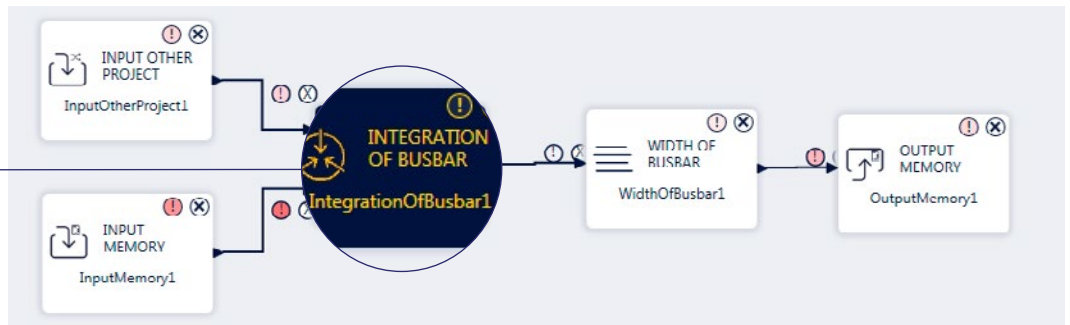 INPUT OTHER
PROJECT
InputOtherProject1
INPUT
MEMORY
InputMemory1
INTEGRATION
OF BUSBAR
IntegrationOfBusbar1
WIDTH OF
BUSBAR
WidthOfBusbar1
OUTPUT
MEMORY
OutputMemory1